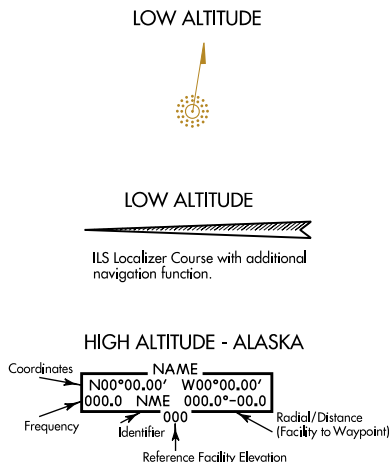 LOW ALTITUDE
LOW ALTITUDE
ILS Localizer Course with additional
navigation function.
HIGH ALTITUDE - ALASKA
Coordinates
NAME
N00°00.00′ W00°00.00′
000.0 NME 000.0°-00.0
000
Frequency
Identifier
Radial/Distance
(Facility to Waypoint)
Reference Facility Elevation